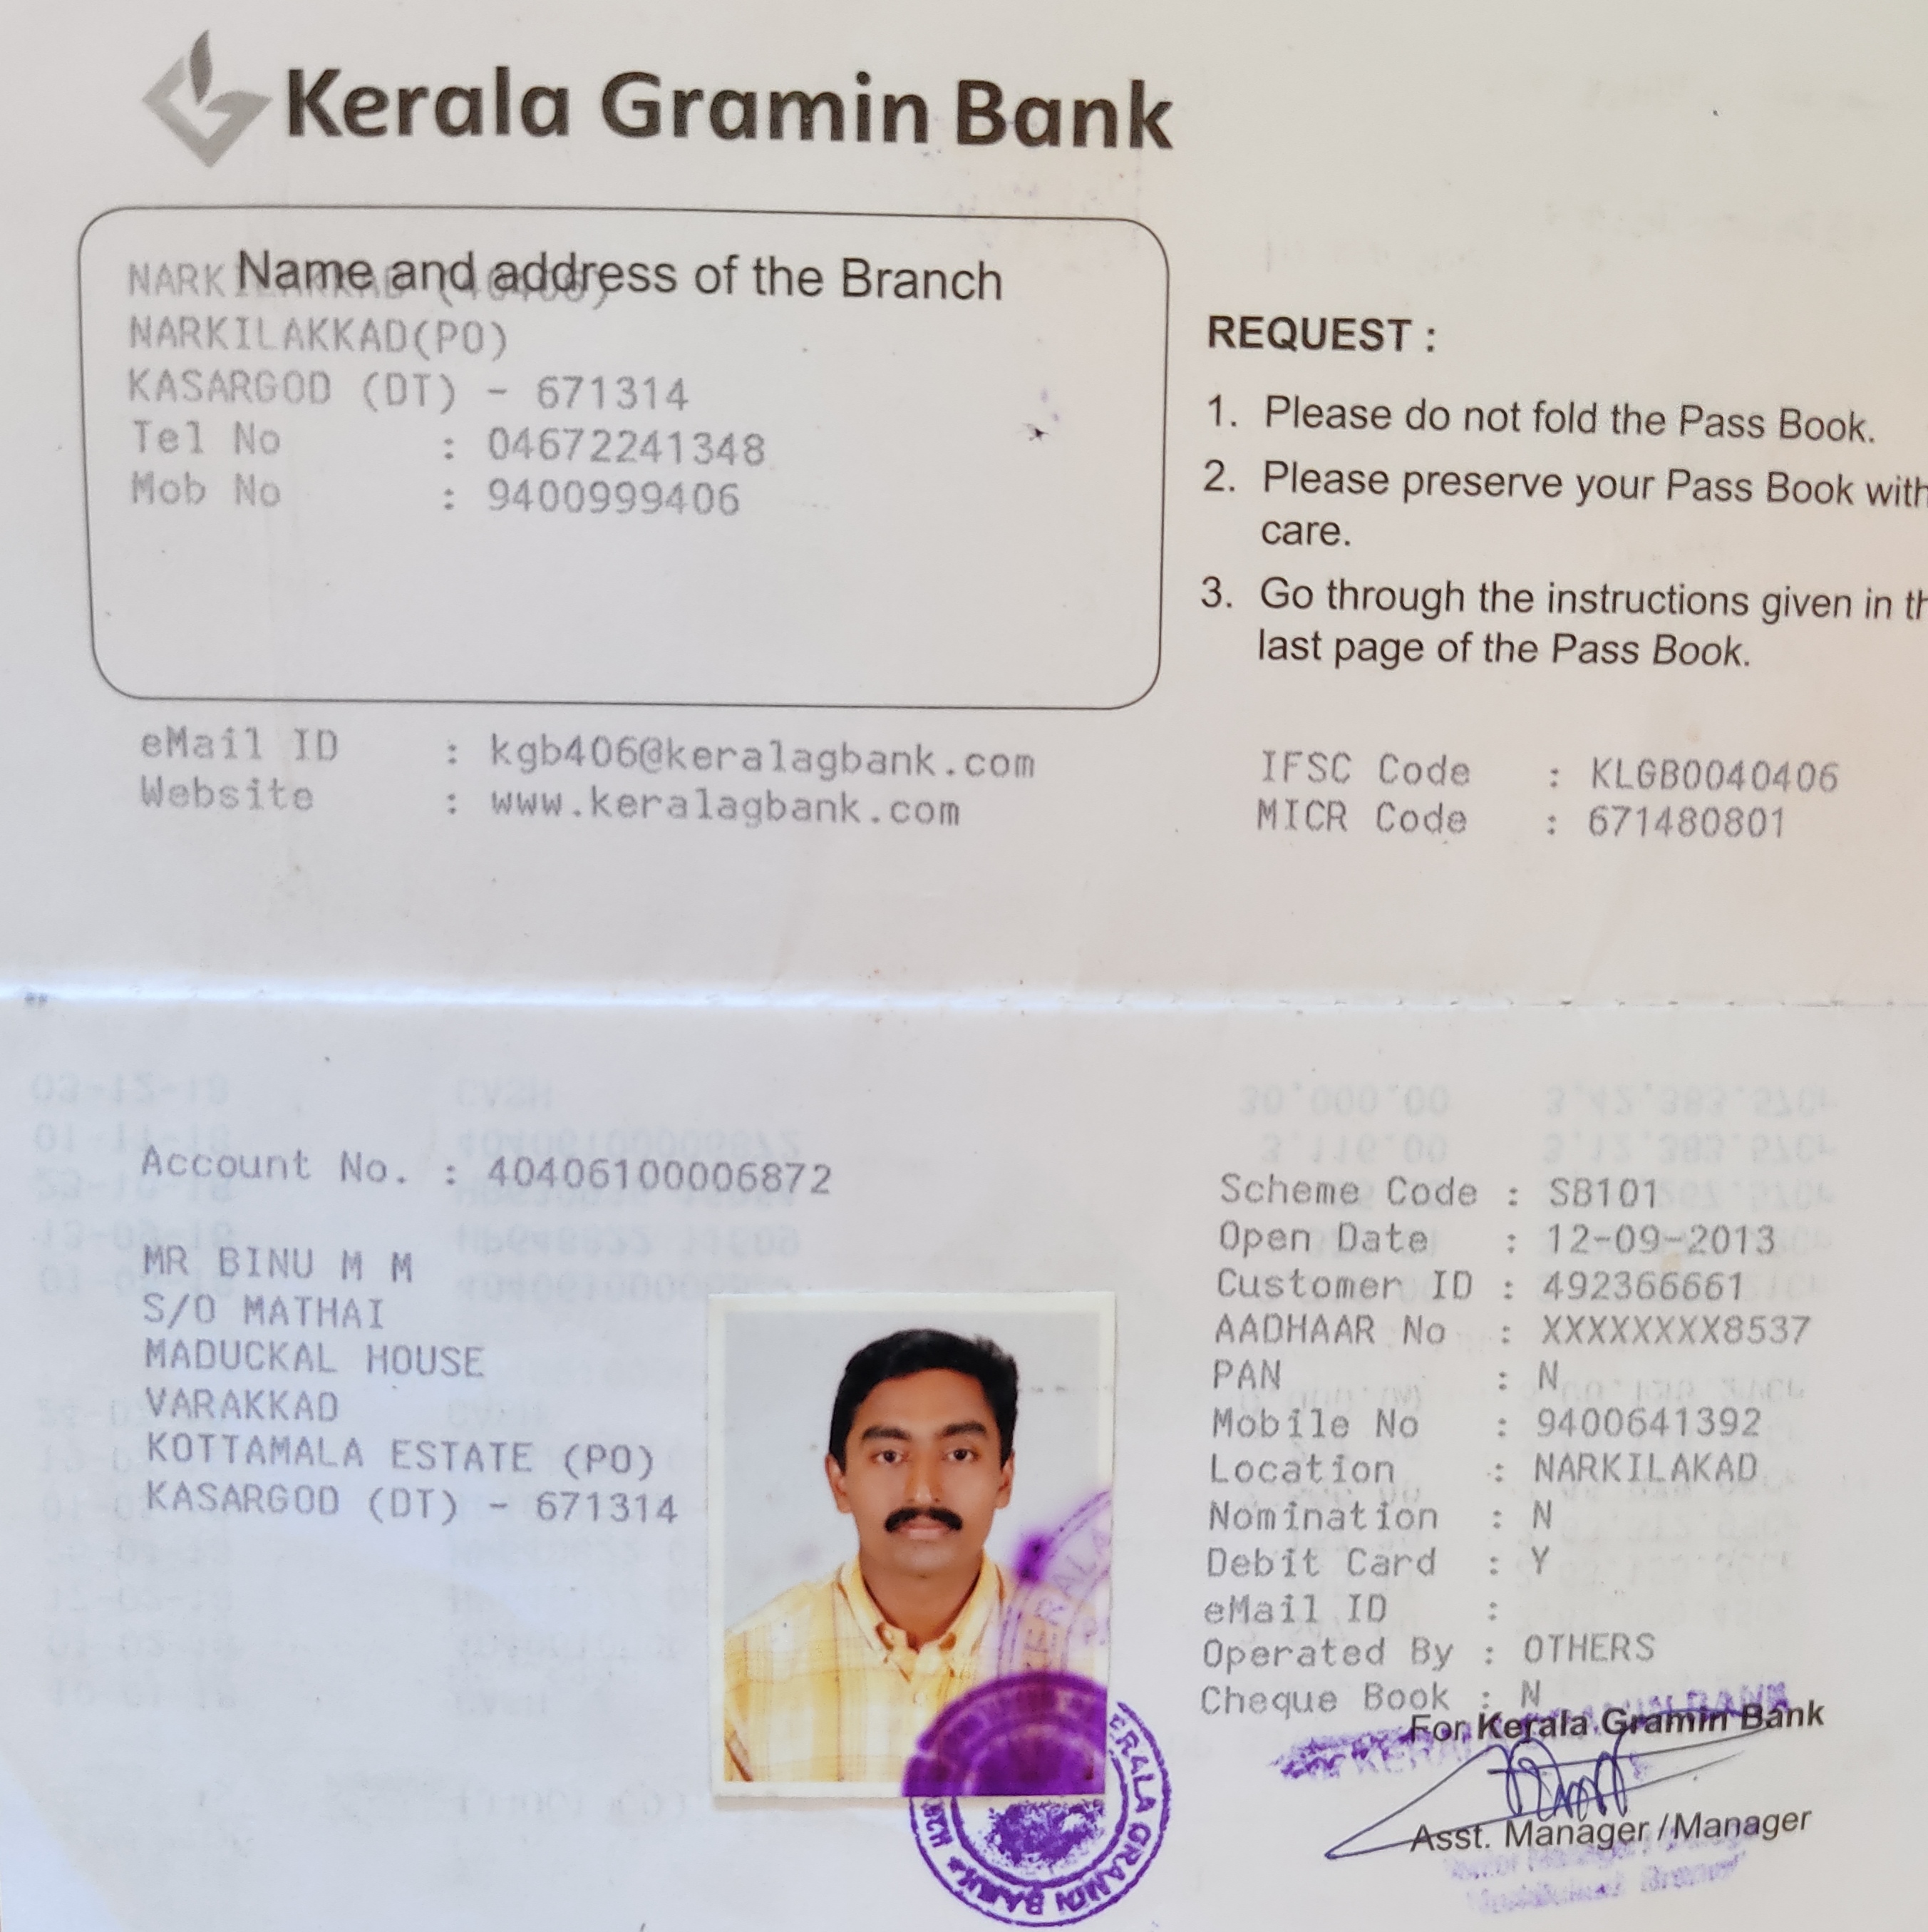 Kerala Gramin Bank
Name and address of the Branch
NARKILAKKAD (40406)
NARKILAKKAD(PO)
KASARGOD (DT) - 671314
Tel No : 04672241348
Mob No : 9400999406
REQUEST :
1. Please do not fold the Pass Book.
2. Please preserve your Pass Book with
care.
3. Go through the instructions given in th
last page of the Pass Book.
eMail ID : kgb406@keralagbank.com
Website : www.keralagbank.com
IFSC Code : KLGB0040406
MICR Code : 671480801
Account No. : 40406100006872
MR BINU M M
S/O MATHAI
MADUCKAL HOUSE
VARAKKAD
KOTTAMALA ESTATE (PO)
KASARGOD (DT) - 671314
Scheme Code : SB101
Open Date : 12-09-2013
Customer ID : 492366661
AADHAAR No : XXXXXXXX8537
PAN : N
Mobile No : 9400641392
Location : NARKILAKAD
Nomination : N
Debit Card : Y
eMail ID :
Operated By : OTHERS
Cheque Book : N
For Kerala Gramin Bank
Asst. Manager / Manager
KERALA GRAMIN BANK